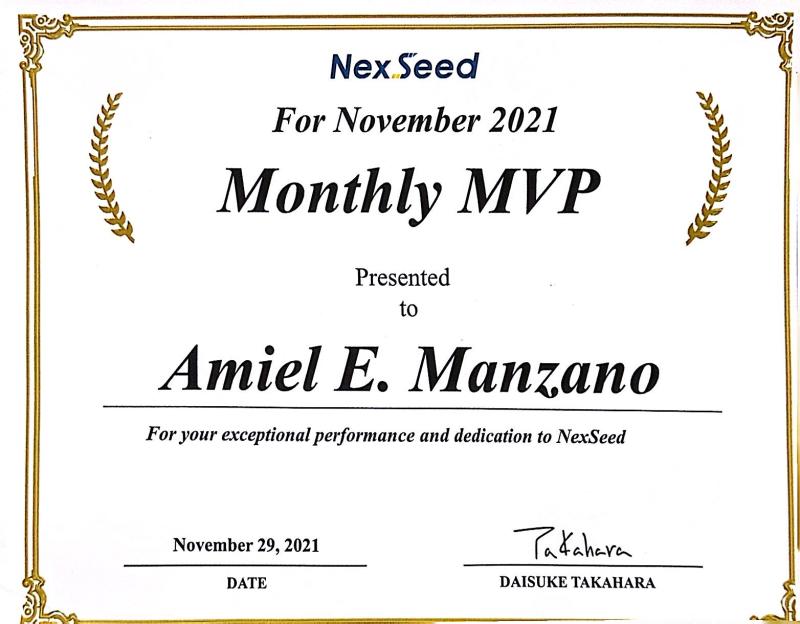 NexSeed
For November 2021
Monthly MVP
Presented
to
Amiel E. Manzano
For your exceptional performance and dedication to NexSeed
November 29, 2021
DATE
Takahara
DAISUKE TAKAHARA